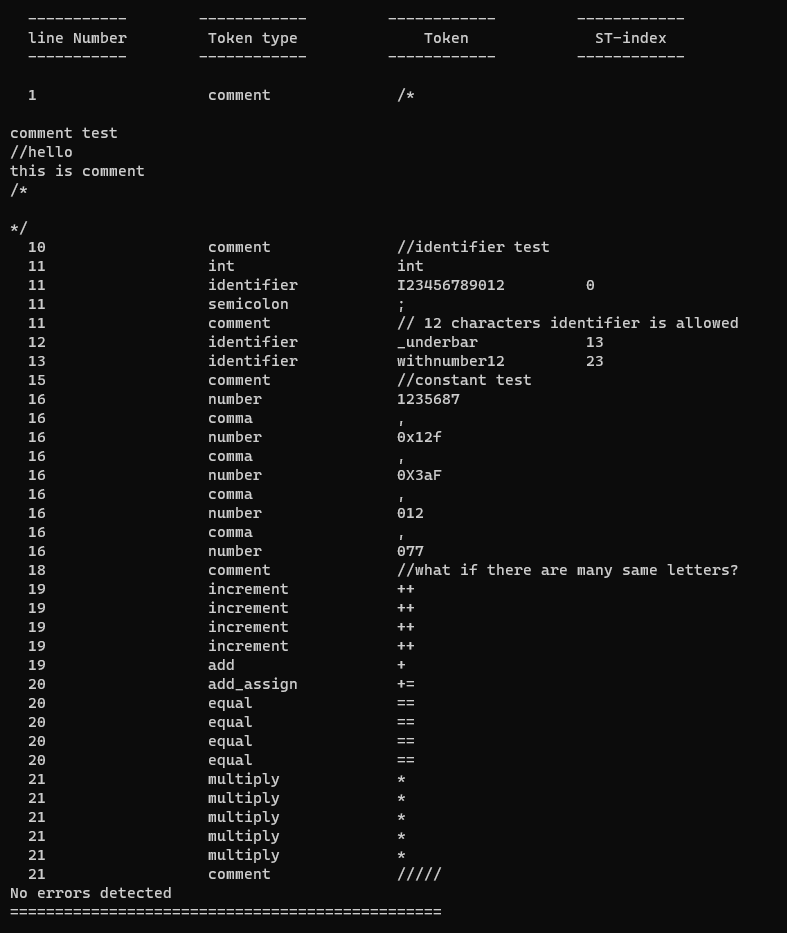 -----------        ------------         ------------         ------------
line Number         Token type              Token              ST-index
-----------        ------------         ------------         ------------
1                   comment              /*
comment test
//hello
this is comment
/*
*/
10                  comment              //identifier test
11                  int                  int
11                  identifier           I23456789012         0
11                  semicolon            ;
11                  comment              // 12 characters identifier is allowed
12                  identifier           _underbar            13
13                  identifier           withnumber12         23
15                  comment              //constant test
16                  number               1235687
16                  comma                ,
16                  number               0x12f
16                  comma                ,
16                  number               0X3aF
16                  comma                ,
16                  number               012
16                  comma                ,
16                  number               077
18                  comment              //what if there are many same letters?
19                  increment            ++
19                  increment            ++
19                  increment            ++
19                  increment            ++
19                  add                  +
20                  add_assign           +=
20                  equal                ==
20                  equal                ==
20                  equal                ==
20                  equal                ==
21                  multiply             *
21                  multiply             *
21                  multiply             *
21                  multiply             *
21                  multiply             *
21                  comment              /////
No errors detected
================================================